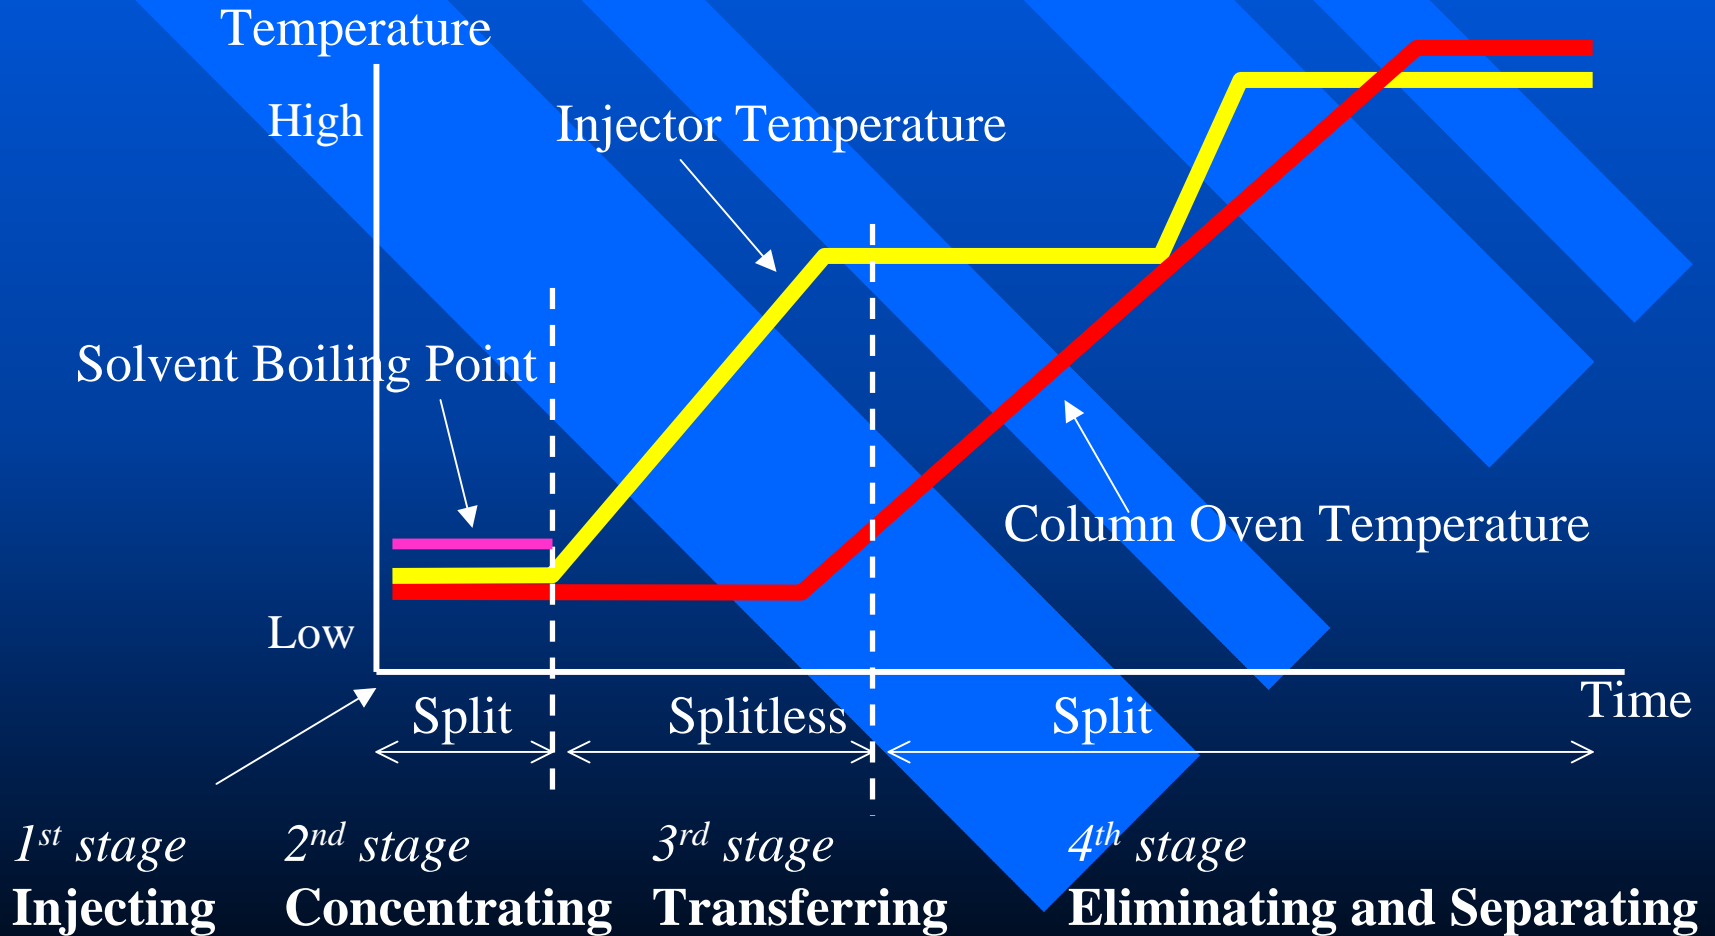 Temperature
High
Injector Temperature
Solvent Boiling Point
Column Oven Temperature
Low
Time
Split
Splitless
Split
1st stage
Injecting
2nd stage
Concentrating
3rd stage
Transferring
4th stage
Eliminating and Separating